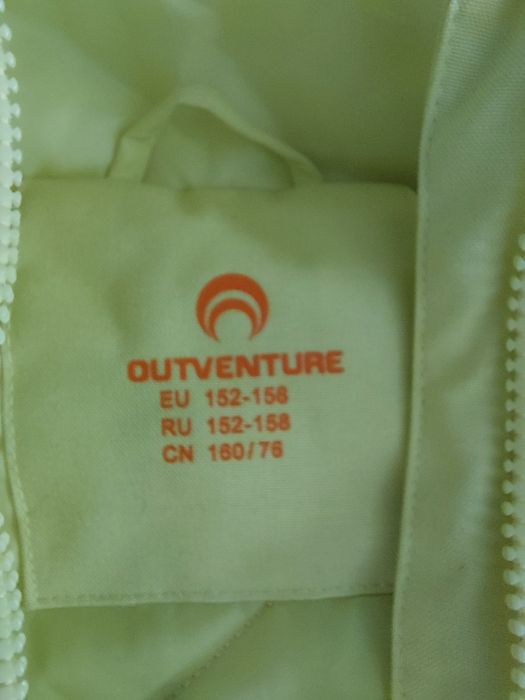 OUTVENTURE
EU 152-158
RU 152-158
CN 160/76